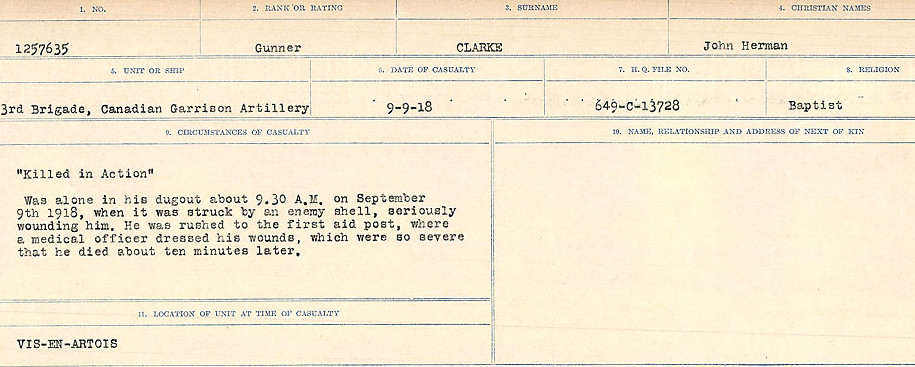 1. NO.
2. RANK OR RATING
3. SURNAME
4. CHRISTIAN NAMES
1257635
Gunner
CLARKE
John Herman
5. UNIT OR SHIP
6. DATE OF CASUALTY
7. H. Q. FILE NO.
8. RELIGION
3rd Brigade, Canadian Garrison Artillery
9-9-18
649-C-13728
Baptist
9. CIRCUMSTANCES OF CASUALTY
10. NAME, RELATIONSHIP AND ADDRESS OF NEXT OF KIN
"Killed in Action"
Was alone in his dugout about 9.30 A.M. on September
9th 1918, when it was struck by an enemy shell, seriously
wounding him. He was rushed to the first aid post, where
a medical officer dressed his wounds, which were so severe
that he died about ten minutes later.
11. LOCATION OF UNIT AT TIME OF CASUALTY
VIS-EN-ARTOIS